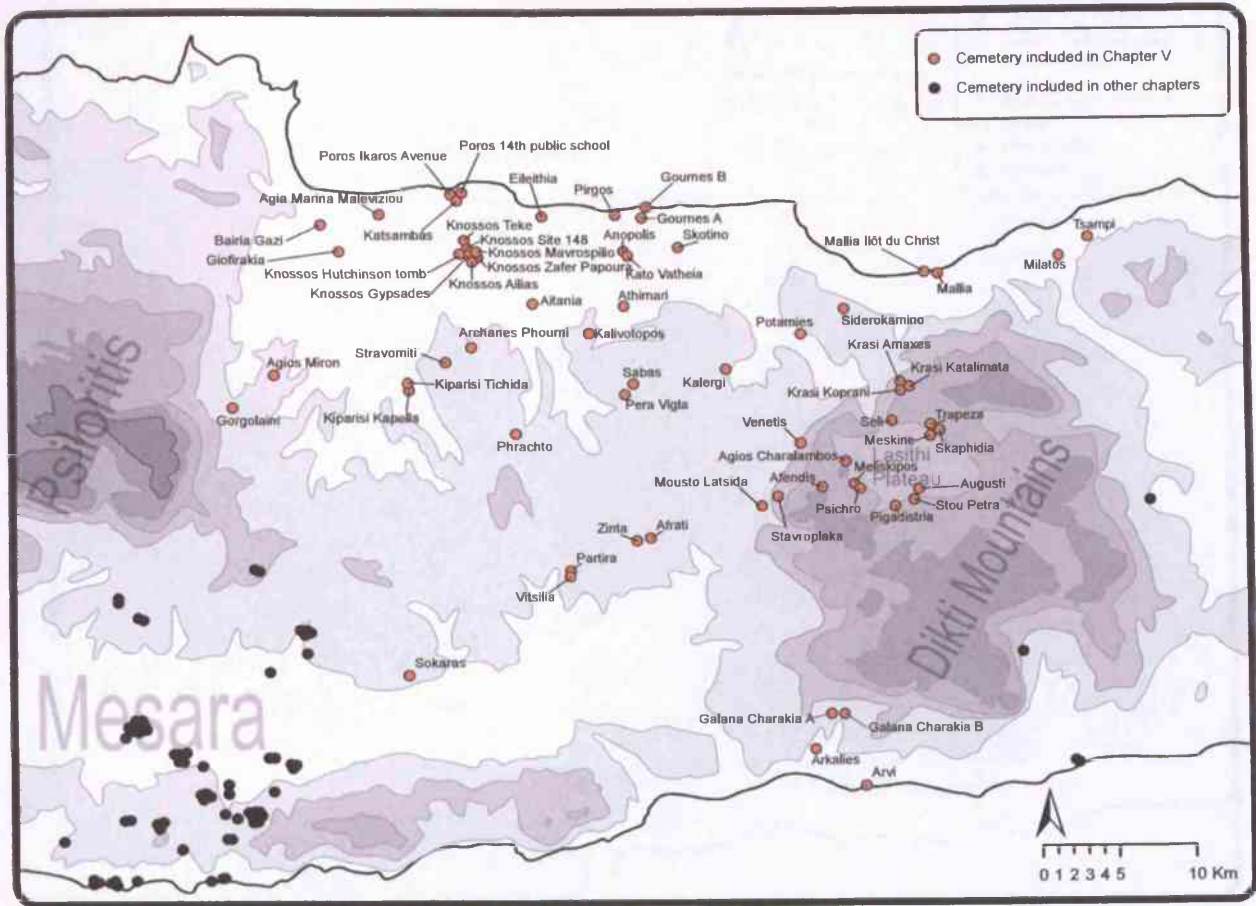 Cemetery included in Chapter V
Cemetery included in other chapters
Poros 14th public school
Poros Ikaros Avenue
Eileithia
Pirgos
Gournes B
Agia Marina Maleviziou
Gournes A
Katsambas
Knossos Teke
Anopolis
Skotino
Tsampi
Bairia Gazi
Knossos Site 148
Mallia Ilôt du Christ
Giofirakia
Knossos Mavrospilio
Milatos
Knossos Hutchinson tomb
Knossos Zafer Papoura
Kato Vatheia
Knossos Gypsades
Knossos Ailias
Mallia
Aitania
Athimari
Siderokamino
Archanes Phourni
Kalivotopos
Potamies
Stravomiti
Krasi Amaxes
Agios Miron
Kiparisi Tichida
Sabas
Kalergi
Krasi Katalimata
Krasi Koprani
Gorgolaini
Kiparisi Kapella
Pera Vigla
Psiloritis
Phrachto
Venetis
Seli
Trapeza
Meskine
Skaphidia
Agios Charalambos
Lasithi
Plateau
Meliskipos
Mousto Latsida
Afendis
Augusti
Psichro
Stou Petra
Pigadistria
Stavroplaka
Zinta
Afrati
Partira
Vitsilia
Dikti Mountains
Sokaras
Mesara
Galana Charakia A
Galana Charakia B
Arkalies
Arvi
0 1 2 3 4 5 10 Km